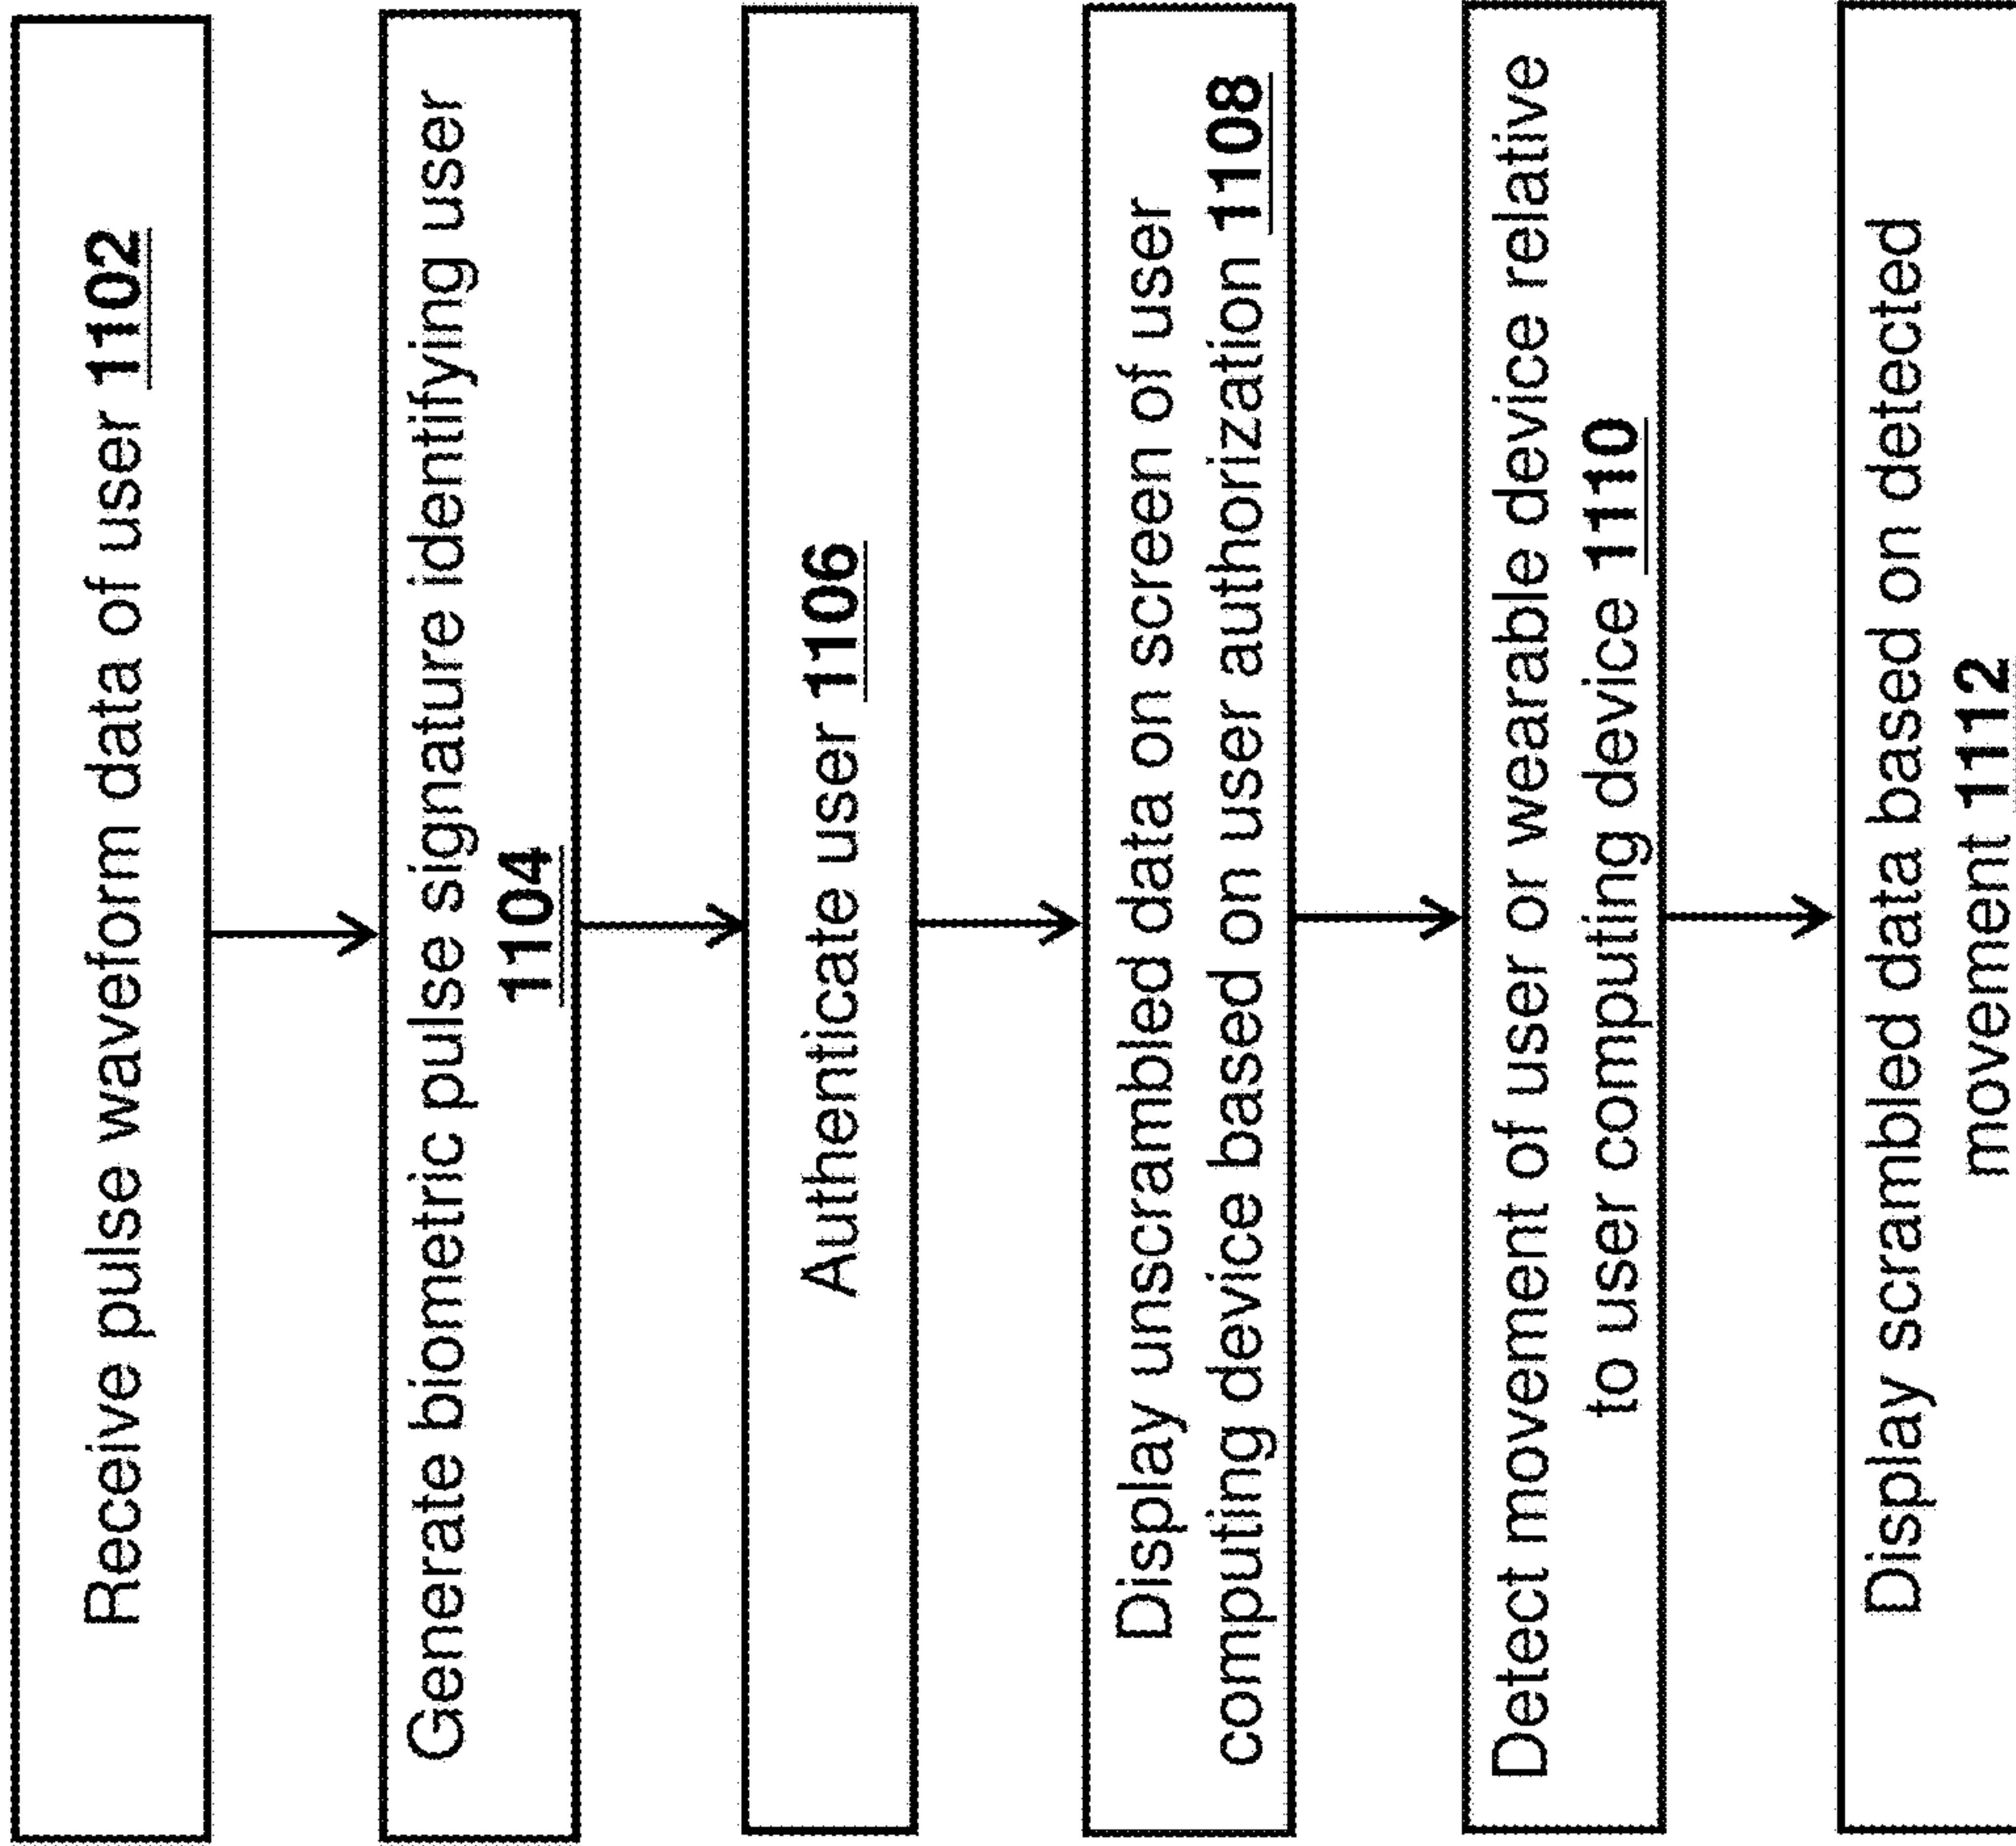 Receive pulse waveform data of user 1102
Generate biometric pulse signature identifying user
1104
Authenticate user 1106
Display unscrambled data on screen of user
computing device based on user authorization 1108
Detect movement of user or wearable device relative
to user computing device 1110
Display scrambled data based on detected
movement 1112